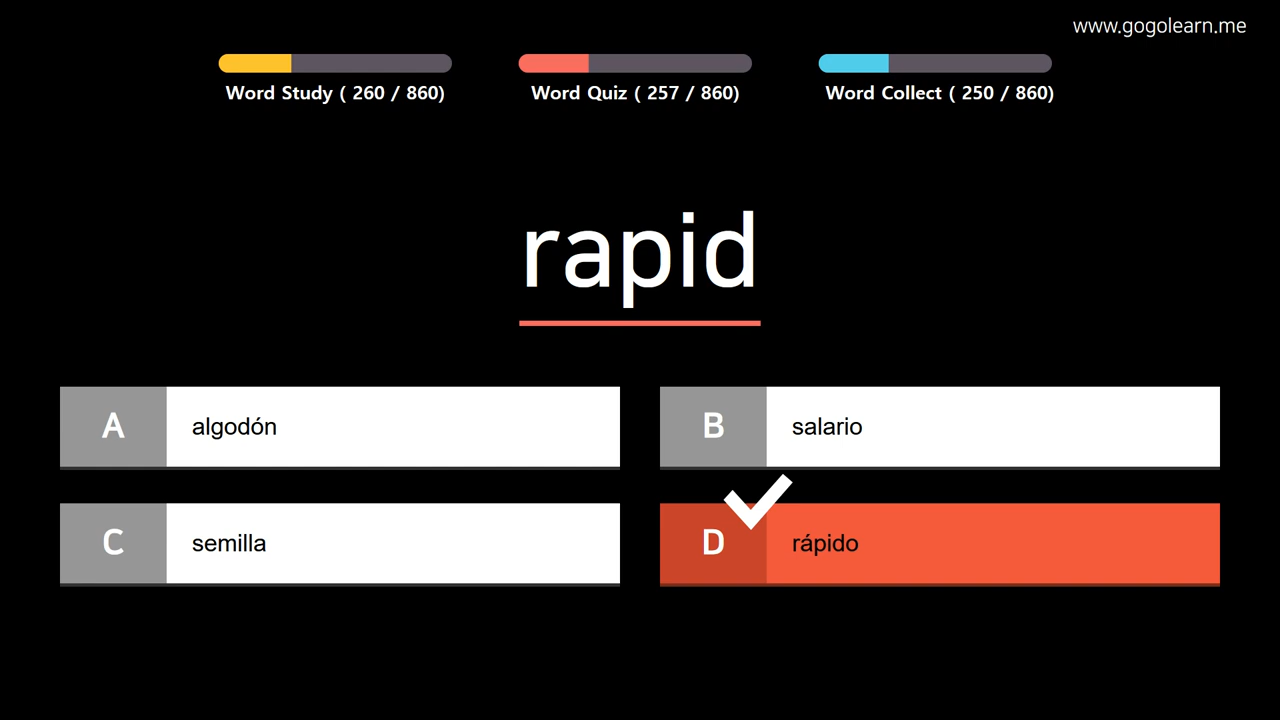 www.gogolearn.me
Word Study ( 260 / 860)
Word Quiz ( 257 / 860)
Word Collect ( 250 / 860)
rapid
A algodón
B salario
C semilla
D rápido